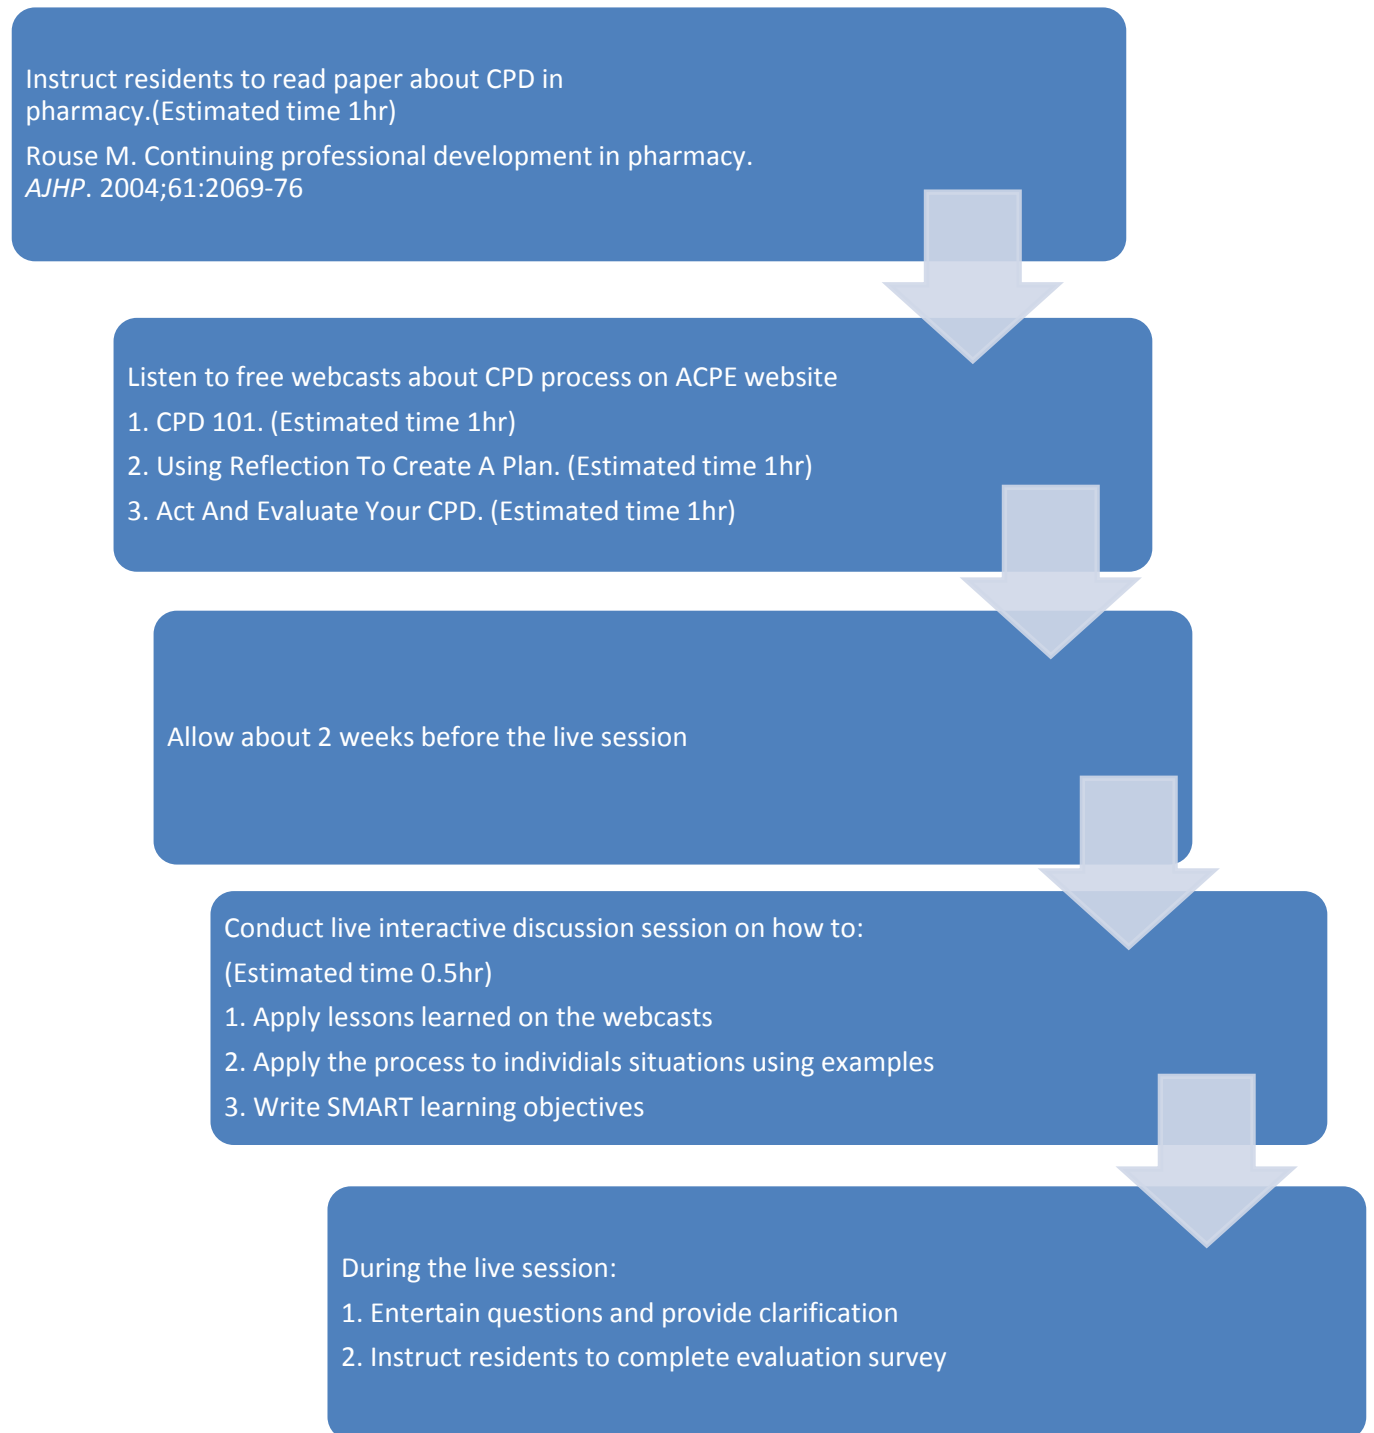 Instruct residents to read paper about CPD in
pharmacy.(Estimated time 1hr)
Rouse M. Continuing professional development in pharmacy.
AJHP. 2004;61:2069-76
Listen to free webcasts about CPD process on ACPE website
1. CPD 101. (Estimated time 1hr)
2. Using Reflection To Create A Plan. (Estimated time 1hr)
3. Act And Evaluate Your CPD. (Estimated time 1hr)
Allow about 2 weeks before the live session
Conduct live interactive discussion session on how to:
(Estimated time 0.5hr)
1. Apply lessons learned on the webcasts
2. Apply the process to individials situations using examples
3. Write SMART learning objectives
During the live session:
1. Entertain questions and provide clarification
2. Instruct residents to complete evaluation survey